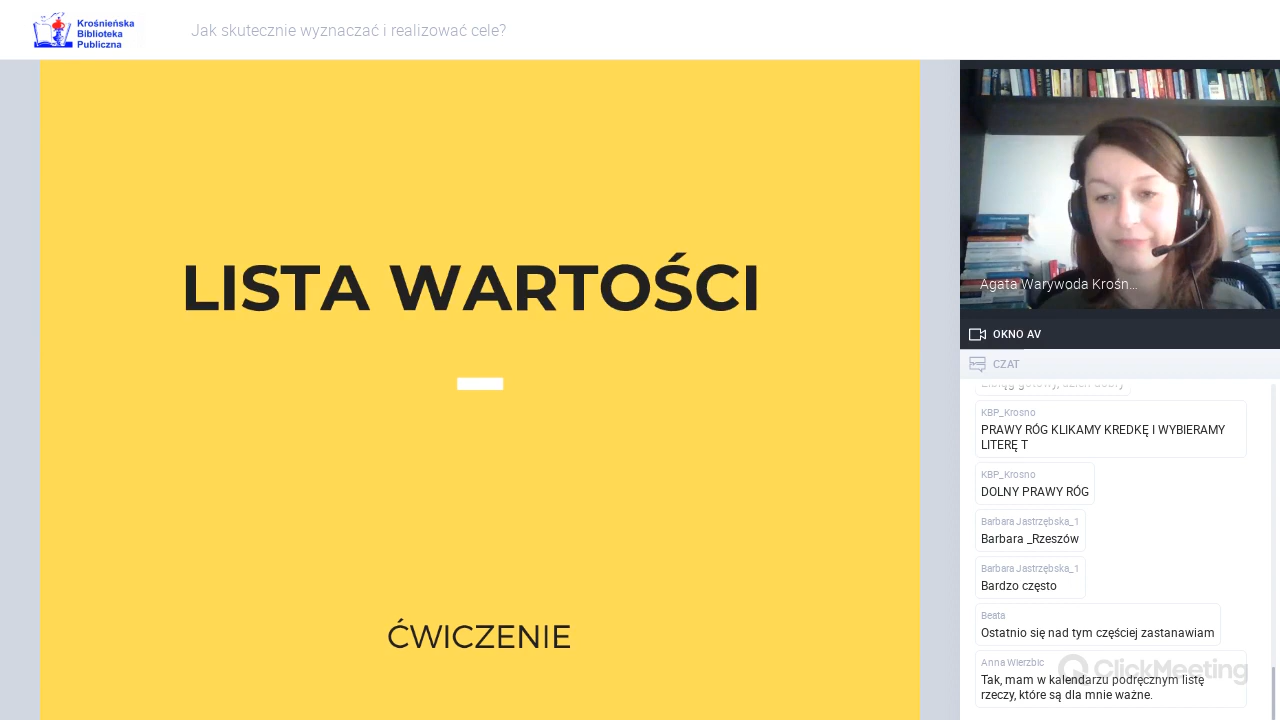 Krośnieńska
Biblioteka
Publiczna
Jak skutecznie wyznaczać i realizować cele?
LISTA WARTOŚCI
ĆWICZENIE
Agata Warywoda Krośn...
OKNO AV
CZAT
KBP_Krosno
PRAWY RÓG KLIKAMY KREDKĘ I WYBIERAMY
LITERĘ T
KBP_Krosno
DOLNY PRAWY RÓG
Barbara Jastrzębska_1
Barbara _Rzeszów
Barbara Jastrzębska_1
Bardzo często
Beata
Ostatnio się nad tym częściej zastanawiam
Anna Wierzbic
Tak, mam w kalendarzu podręcznym listę
rzeczy, które są dla mnie ważne.
ClickMeeting